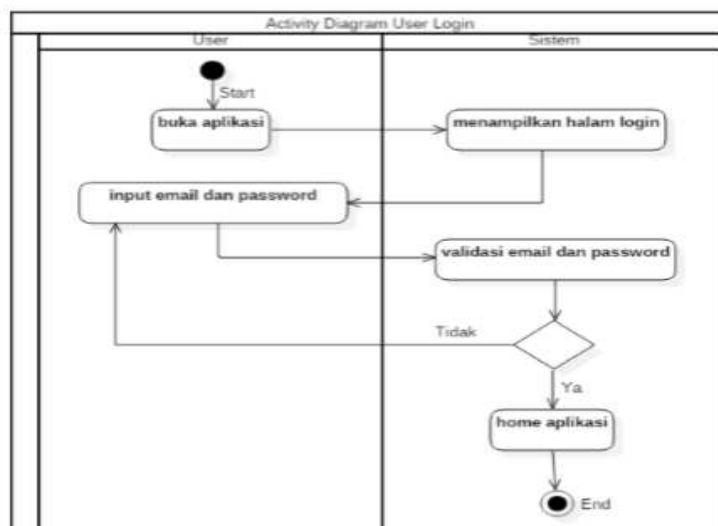 Activity Diagram User Login
User
Sistem
Start
buka aplikasi
menampilkan halam login
input email dan password
validasi email dan password
Tidak
Ya
home aplikasi
End